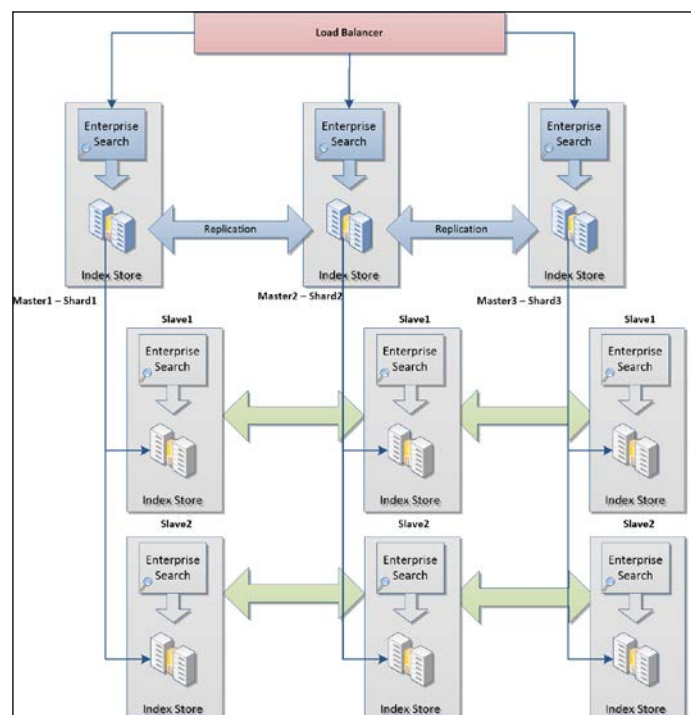 Load Balancer
Enterprise
Search
Enterprise
Search
Enterprise
Search
Replication
Replication
Index Store
Index Store
Index Store
Master1 – Shard1
Master2 – Shard2
Master3 – Shard3
Slave1
Slave1
Slave1
Enterprise
Search
Enterprise
Search
Enterprise
Search
Index Store
Index Store
Index Store
Slave2
Slave2
Slave2
Enterprise
Search
Enterprise
Search
Enterprise
Search
Index Store
Index Store
Index Store